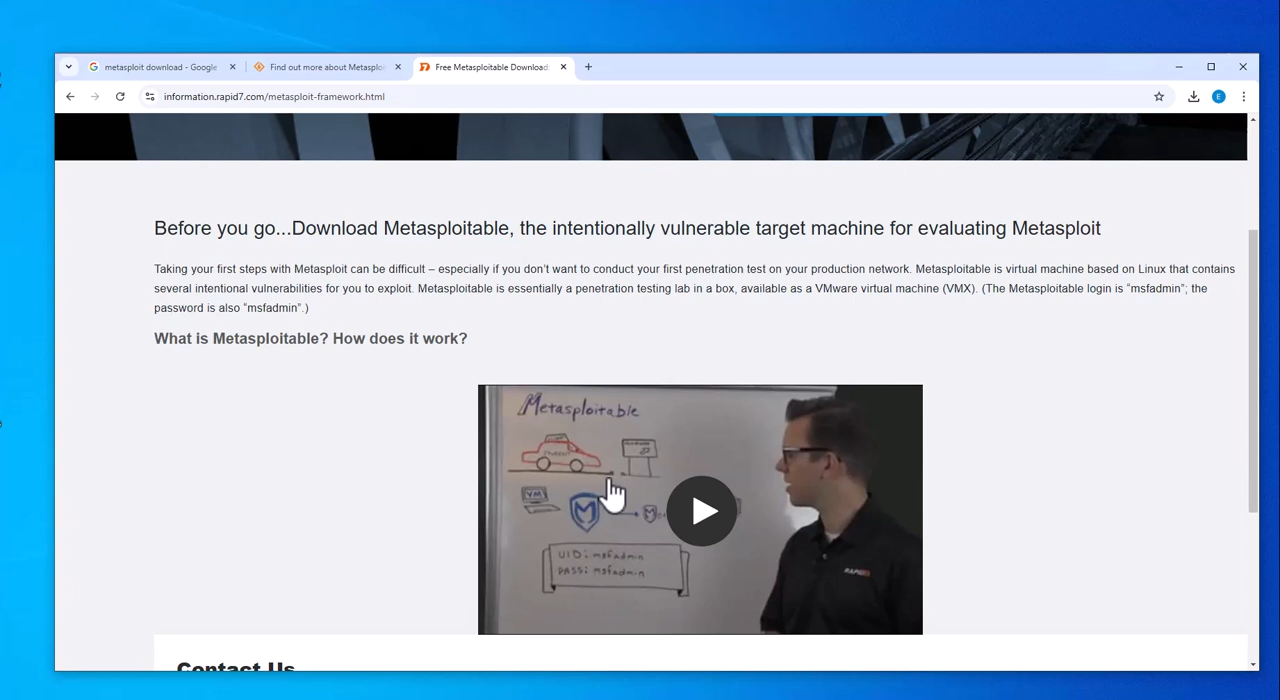 metasploit download - Google
Find out more about Metasploi
Free Metasploitable Download:
information.rapid7.com/metasploit-framework.html
E
Before you go...Download Metasploitable, the intentionally vulnerable target machine for evaluating Metasploit
Taking your first steps with Metasploit can be difficult – especially if you don't want to conduct your first penetration test on your production network. Metasploitable is virtual machine based on Linux that contains
several intentional vulnerabilities for you to exploit. Metasploitable is essentially a penetration testing lab in a box, available as a VMware virtual machine (VMX). (The Metasploitable login is “msfadmin”; the
password is also “msfadmin”.)
What is Metasploitable? How does it work?
Metasploitable
STUDENT
VM
M
M
UID: msfadmin
PASS: msfadmin
RAPID7
Contact Us